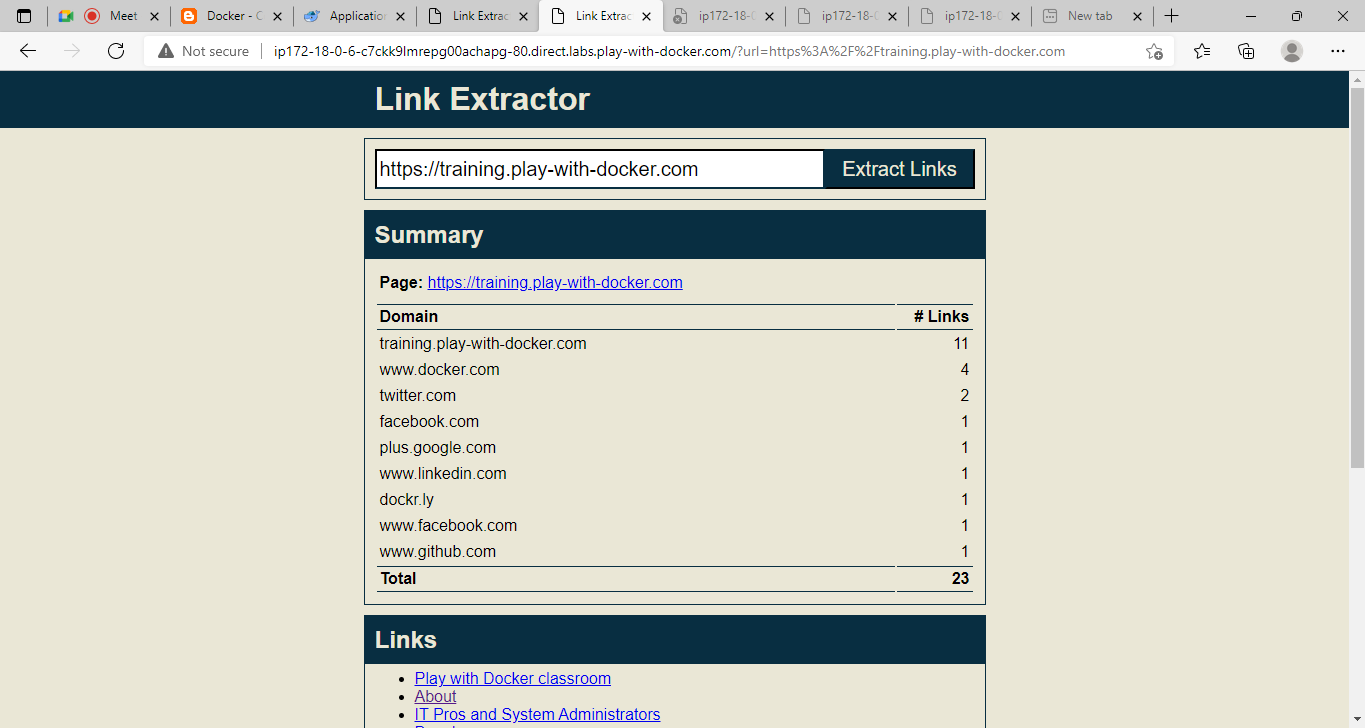 Meet
Docker - C
Application
Link Extrac
Link Extrac
ip172-18-0
ip172-18-0
ip172-18-0
New tab
Not secure
ip172-18-0-6-c7ckk9lmrepg00achapg-80.direct.labs.play-with-docker.com/?url=https%3A%2F%2Ftraining.play-with-docker.com
Link Extractor
https://training.play-with-docker.com Extract Links
Summary
Page: https://training.play-with-docker.com
Domain # Links
training.play-with-docker.com 11
www.docker.com 4
twitter.com 2
facebook.com 1
plus.google.com 1
www.linkedin.com 1
dockr.ly 1
www.facebook.com 1
www.github.com 1
Total 23
Links
Play with Docker classroom
About
IT Pros and System Administrators